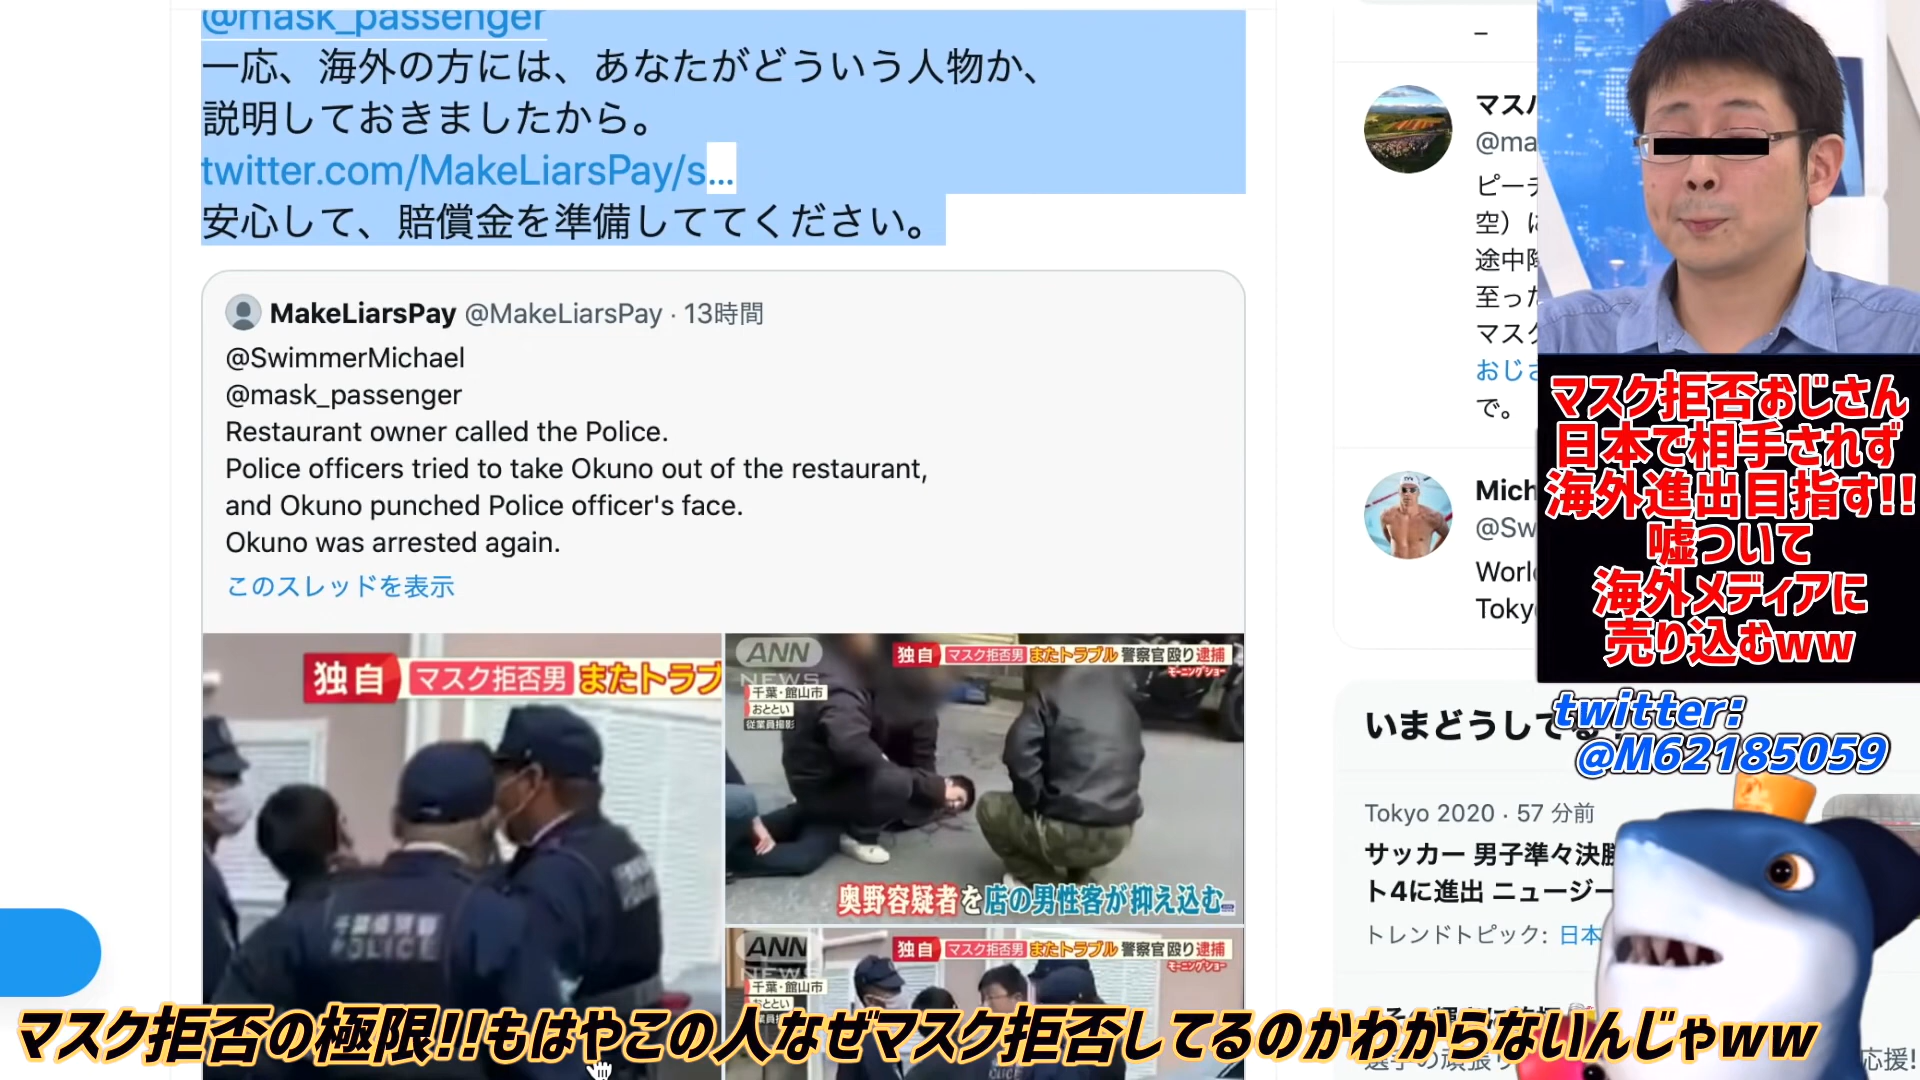 @mask_passenger
一応、海外の方には、あなたがどういう人物か、
説明しておきましたから。
twitter.com/MakeLiarsPay/s…
安心して、賠償金を準備しててください。
MakeLiarsPay @MakeLiarsPay · 13時間
@SwimmerMichael
@mask_passenger
Restaurant owner called the Police.
Police officers tried to take Okuno out of the restaurant,
and Okuno punched Police officer's face.
Okuno was arrested again.
このスレッドを表示
独自 マスク拒否男 またトラブ
千葉県警察
POLICE
ANN
NEWS
独自 マスク拒否男 またトラブル 警察官殴り逮捕
モーニングショー
千葉・館山市
おととい
従業員撮影
奥野容疑者を店の男性客が抑え込む
ANN
NEWS
独自 マスク拒否男 またトラブル 警察官殴り逮捕
モーニングショー
千葉・館山市
おととい
マスパ
@ma
ピーチ
空）に
途中降
至った
マスク
おじさ
で。
Mich
@Sw
World
Toky
マスク拒否おじさん
日本で相手されず
海外進出目指す!!
嘘ついて
海外メディアに
売り込むww
twitter:
@M62185059
いまどうしてる
Tokyo 2020 · 57 分前
サッカー 男子準々決勝
ト4に進出 ニュージー
トレンドトピック: 日本
応援!
マスク拒否の極限!!もはやこの人なぜマスク拒否してるのかわからないんじゃww